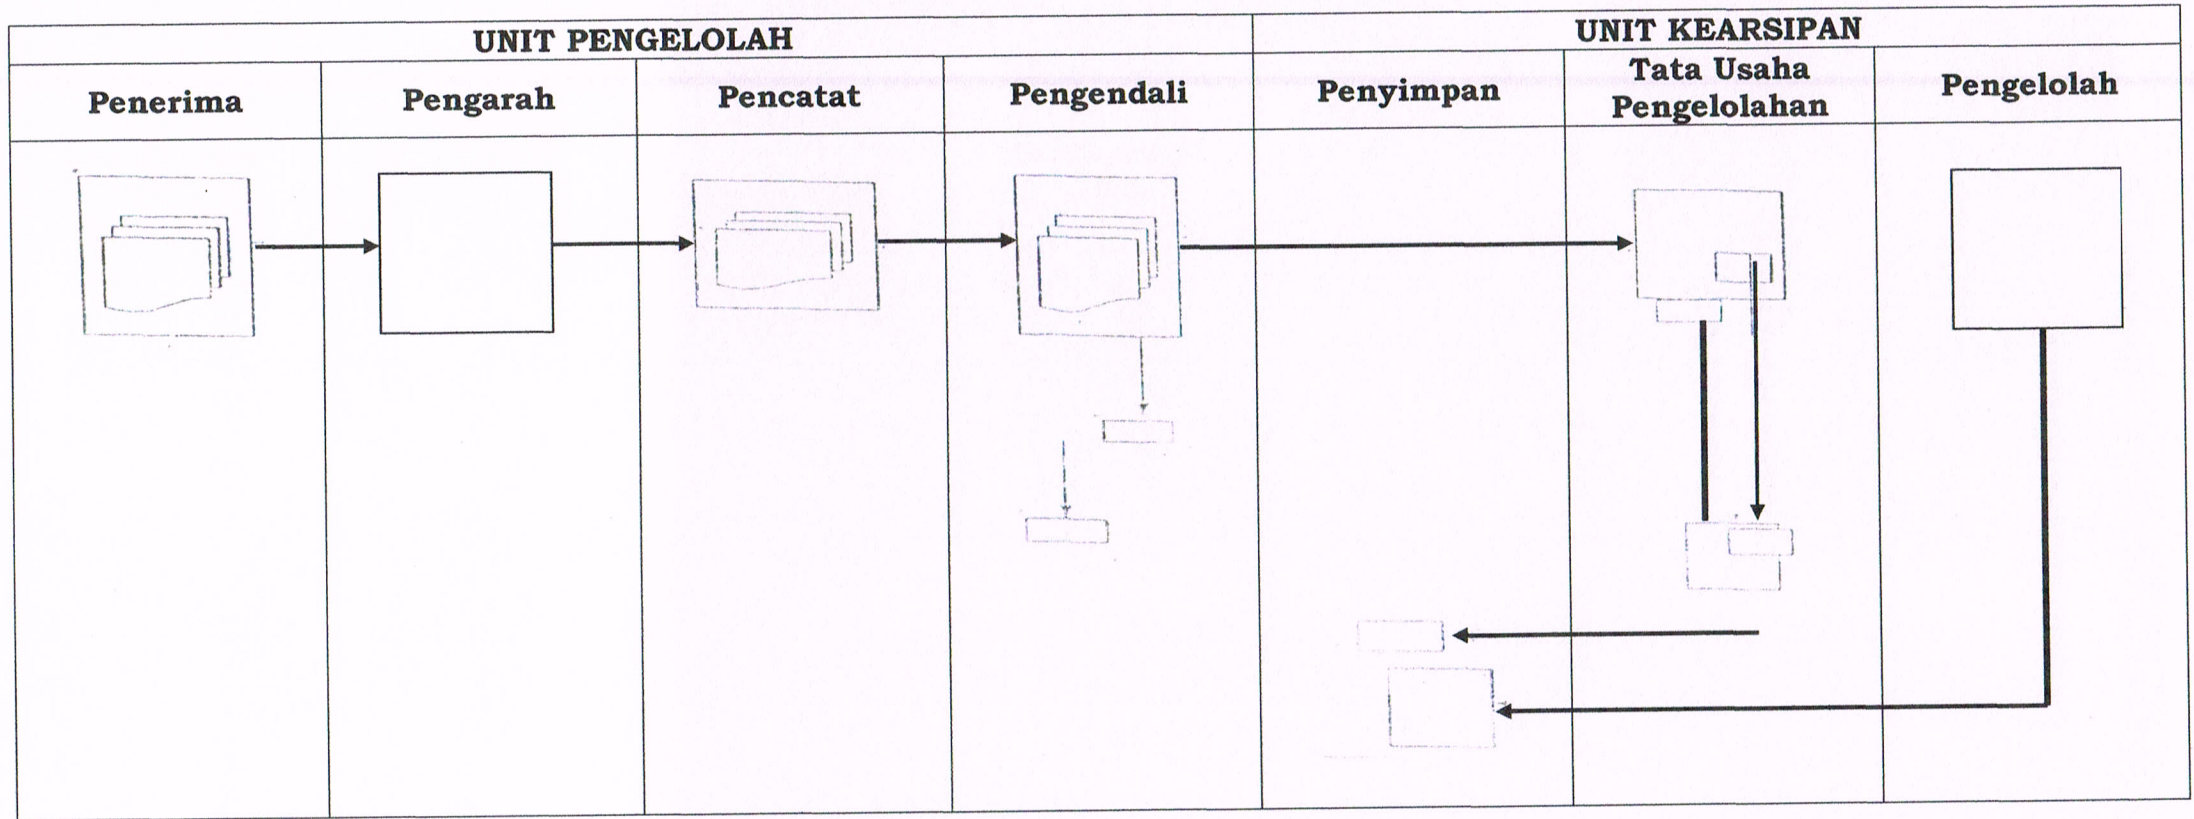 UNIT PENGELOLAH
UNIT KEARSIPAN
Penerima
Pengarah
Pencatat
Pengendali
Penyimpan
Tata Usaha
Pengelolahan
Pengelolah